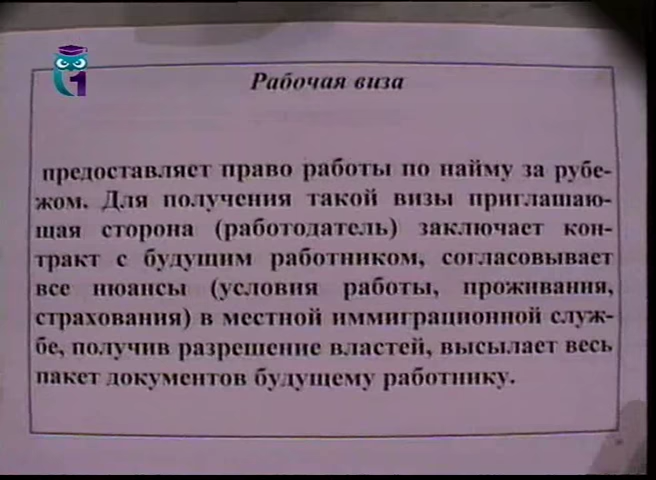 1
Рабочая виза
предоставляет право работы по найму за рубе-
жом. Для получения такой визы приглашаю-
щая сторона (работодатель) заключает кон-
тракт с будущим работником, согласовывает
все нюансы (условия работы, проживания,
страхования) в местной иммиграционной служ-
бе, получив разрешение властей, высылает весь
пакет документов будущему работнику.